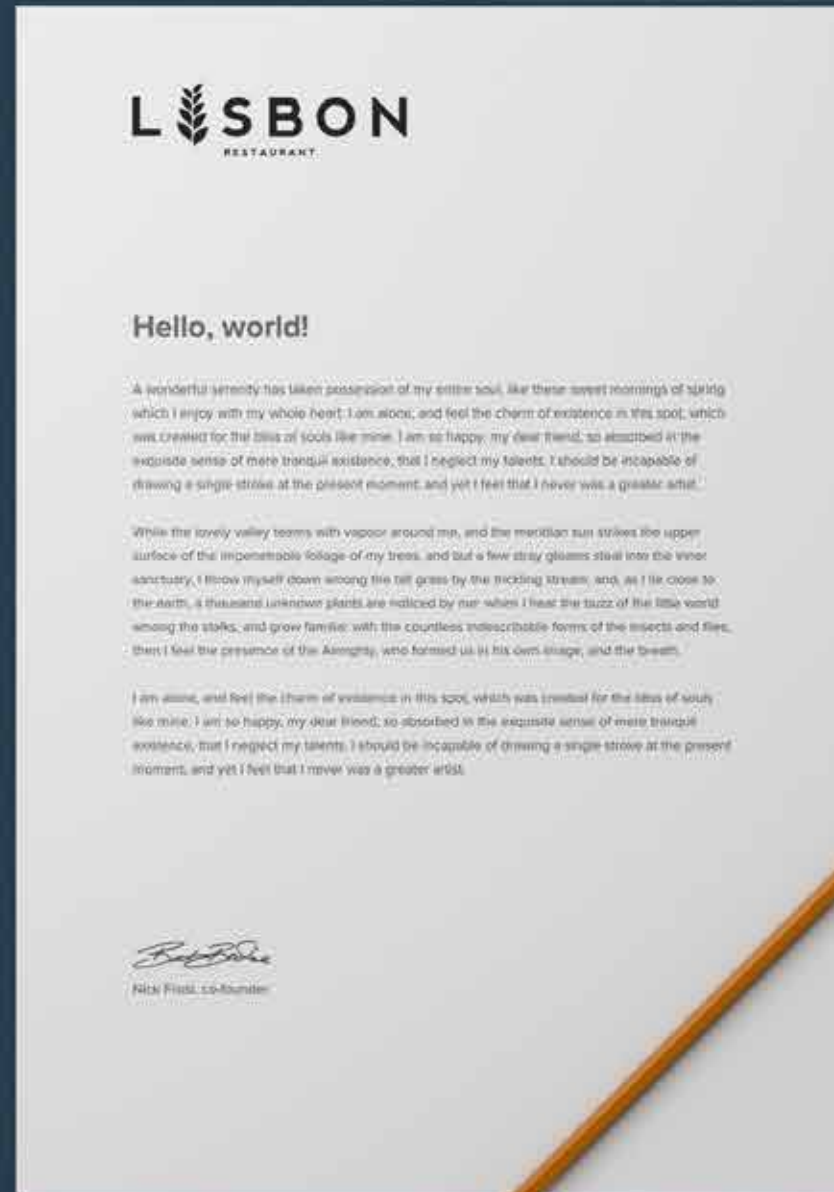 LISBON
RESTAURANT
Hello, world!
A wonderful serenity has taken possession of my entire soul, like these sweet mornings of spring
which I enjoy with my whole heart. I am alone, and feel the charm of existence in this spot, which
was created for the bliss of souls like mine. I am so happy, my dear friend, so absorbed in the
exquisite sense of mere tranquil existence, that I neglect my talents. I should be incapable of
drawing a single stroke at the present moment; and yet I feel that I never was a greater artist.
While the lovely valley teems with vapour around me, and the meridian sun strikes the upper
surface of the impenetrable foliage of my trees, and but a few stray gleams steal into the inner
sanctuary, I throw myself down among the tall grass by the trickling stream; and, as I lie close to
the earth, a thousand unknown plants are noticed by me: when I hear the buzz of the little world
among the stalks, and grow familiar with the countless indescribable forms of the insects and flies,
then I feel the presence of the Almighty, who formed us in his own image, and the breath.
I am alone, and feel the charm of existence in this spot, which was created for the bliss of souls
like mine. I am so happy, my dear friend, so absorbed in the exquisite sense of mere tranquil
existence, that I neglect my talents. I should be incapable of drawing a single stroke at the present
moment; and yet I feel that I never was a greater artist.
Nick Frost, co-founder